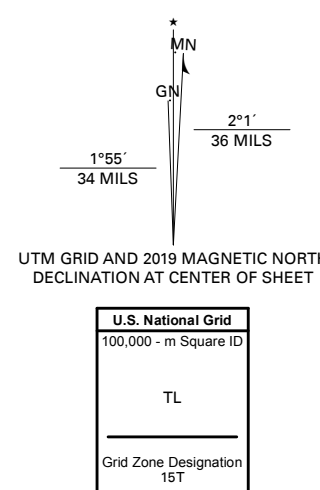 ★
MN
GN
2°1´
36 MILS
1°55´
34 MILS
UTM GRID AND 2019 MAGNETIC NORTH
DECLINATION AT CENTER OF SHEET
U.S. National Grid
100,000 - m Square ID
TL
Grid Zone Designation
15T